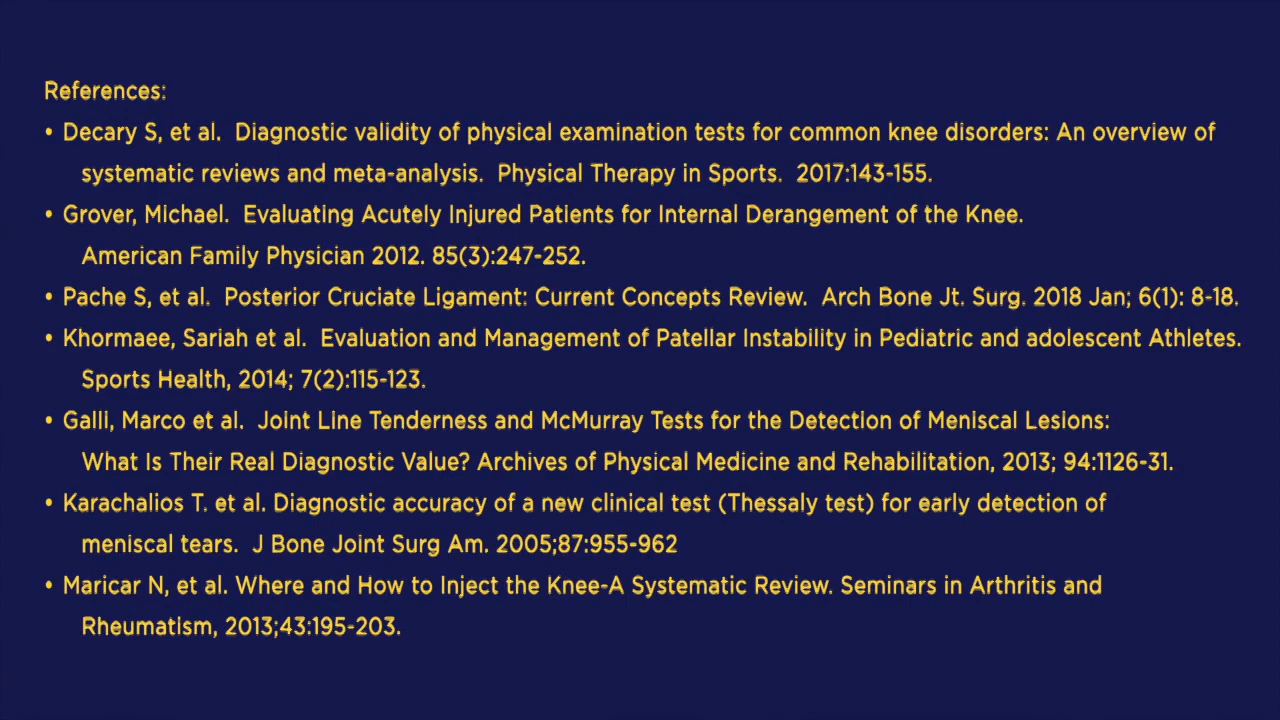 References:
• Decary S, et al.  Diagnostic validity of physical examination tests for common knee disorders: An overview of
systematic reviews and meta-analysis.  Physical Therapy in Sports.  2017:143-155.
• Grover, Michael.  Evaluating Acutely Injured Patients for Internal Derangement of the Knee.
American Family Physician 2012. 85(3):247-252.
• Pache S, et al.  Posterior Cruciate Ligament: Current Concepts Review.  Arch Bone Jt. Surg. 2018 Jan; 6(1): 8-18.
• Khormaee, Sariah et al.  Evaluation and Management of Patellar Instability in Pediatric and adolescent Athletes.
Sports Health, 2014; 7(2):115-123.
• Galli, Marco et al.  Joint Line Tenderness and McMurray Tests for the Detection of Meniscal Lesions:
What Is Their Real Diagnostic Value? Archives of Physical Medicine and Rehabilitation, 2013; 94:1126-31.
• Karachalios T. et al. Diagnostic accuracy of a new clinical test (Thessaly test) for early detection of
meniscal tears.  J Bone Joint Surg Am. 2005;87:955-962
• Maricar N, et al. Where and How to Inject the Knee-A Systematic Review. Seminars in Arthritis and
Rheumatism, 2013;43:195-203.